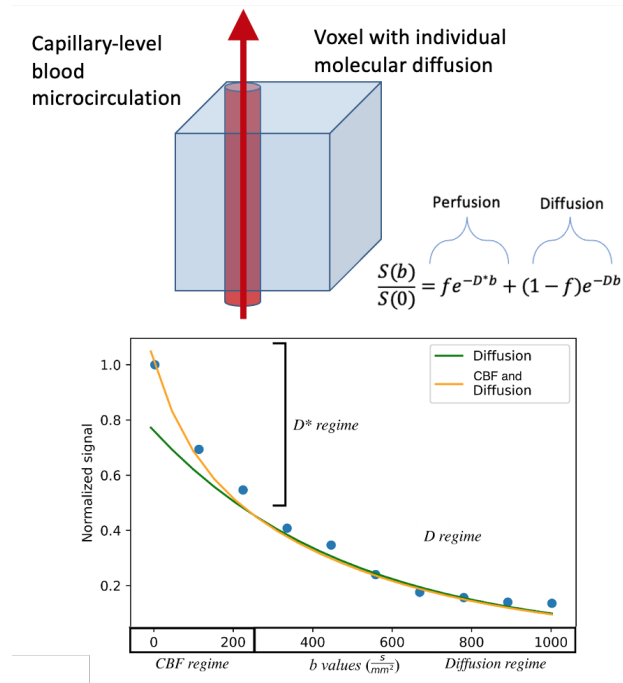 Capillary-level
blood
microcirculation
Voxel with individual
molecular diffusion
Perfusion
Diffusion
S(b)/S(0) = fe^{-D*b} + (1 − f)e^{-Db}
Normalized signal
1.0
0.8
0.6
0.4
0.2
Diffusion
CBF and
Diffusion
D* regime
D regime
0
200
400
600
800
1000
CBF regime
b values (s/mm²)
Diffusion regime